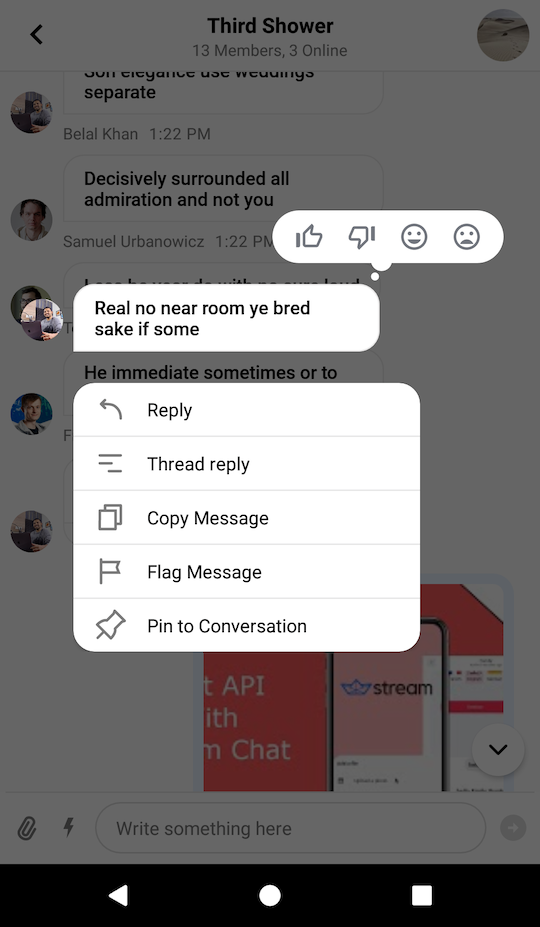 Third Shower
13 Members, 3 Online
Son elegance use weddings
separate
Belal Khan 1:22 PM
Decisively surrounded all
admiration and not you
Samuel Urbanowicz 1:22 PM
Real no near room ye bred
sake if some
He immediate sometimes or to
Reply
Thread reply
Copy Message
Flag Message
Pin to Conversation
t API
ith
m Chat
stream
Write something here